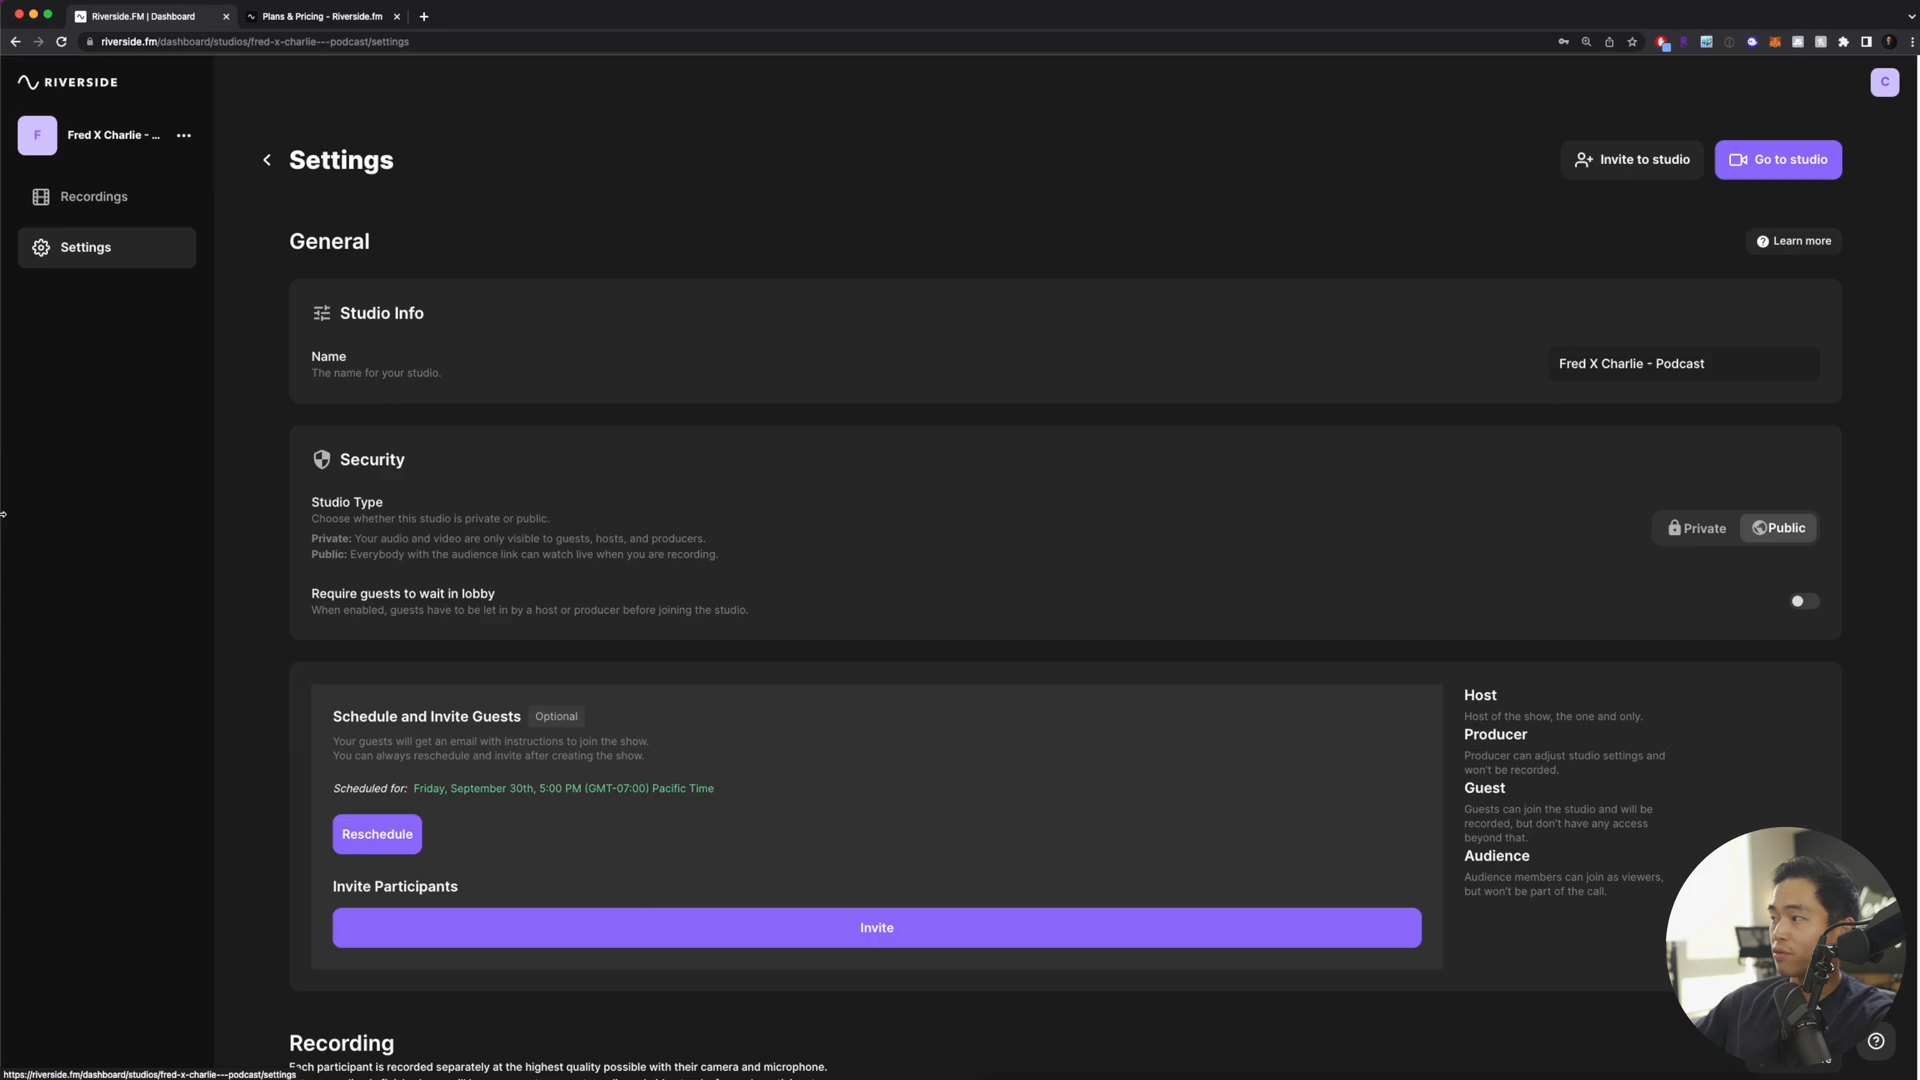 Riverside.FM | Dashboard
Plans & Pricing - Riverside.fm
riverside.fm/dashboard/studios/fred-x-charlie---podcast/settings
RIVERSIDE
C
F
Fred X Charlie - ...
Recordings
Settings
Settings
Invite to studio
Go to studio
General
Learn more
Studio Info
Name
The name for your studio.
Fred X Charlie - Podcast
Security
Studio Type
Choose whether this studio is private or public.
Private: Your audio and video are only visible to guests, hosts, and producers.
Public: Everybody with the audience link can watch live when you are recording.
Private
Public
Require guests to wait in lobby
When enabled, guests have to be let in by a host or producer before joining the studio.
Schedule and Invite Guests Optional
Your guests will get an email with instructions to join the show.
You can always reschedule and invite after creating the show.
Scheduled for: Friday, September 30th, 5:00 PM (GMT-07:00) Pacific Time
Reschedule
Invite Participants
Invite
Host
Host of the show, the one and only.
Producer
Producer can adjust studio settings and
won't be recorded.
Guest
Guests can join the studio and will be
recorded, but don't have any access
beyond that.
Audience
Audience members can join as viewers,
but won't be part of the call.
Recording
Each participant is recorded separately at the highest quality possible with their camera and microphone.
https://riverside.fm/dashboard/studios/fred-x-charlie---podcast/settings